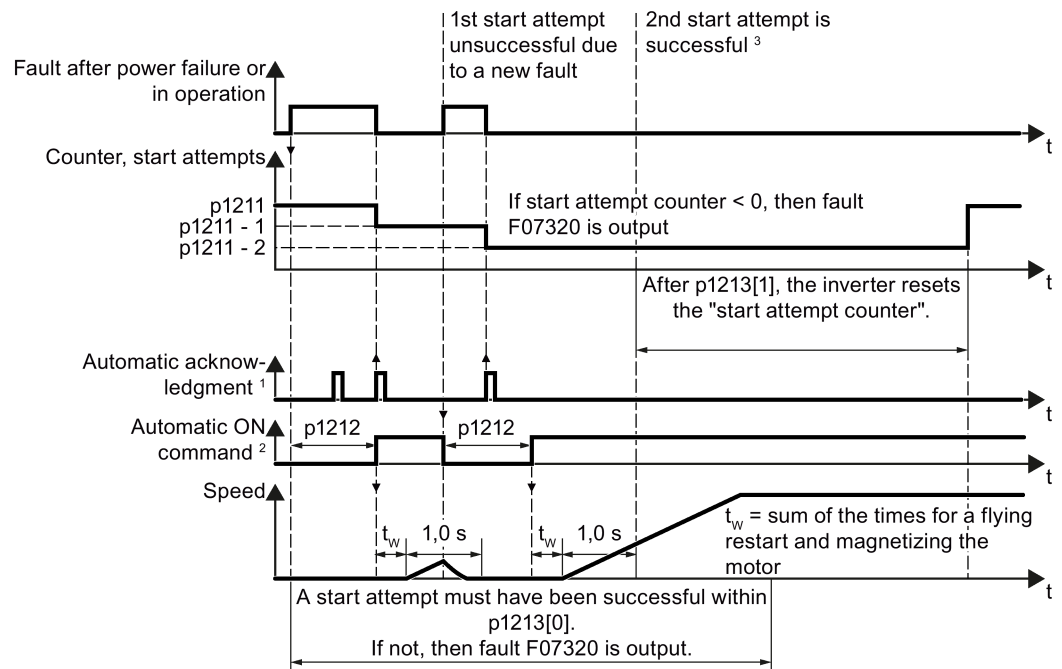 1st start attempt
unsuccessful due
to a new fault
2nd start attempt is
successful ³
Fault after power failure or
in operation
t
Counter, start attempts
p1211
p1211 - 1
p1211 - 2
If start attempt counter < 0, then fault
F07320 is output
t
After p1213[1], the inverter resets
the "start attempt counter".
Automatic acknow-
ledgment ¹
t
Automatic ON
command ²
p1212
p1212
t
Speed
tw
1,0 s
tw
1,0 s
tw = sum of the times for a flying
restart and magnetizing the
motor
t
A start attempt must have been successful within
p1213[0].
If not, then fault F07320 is output.